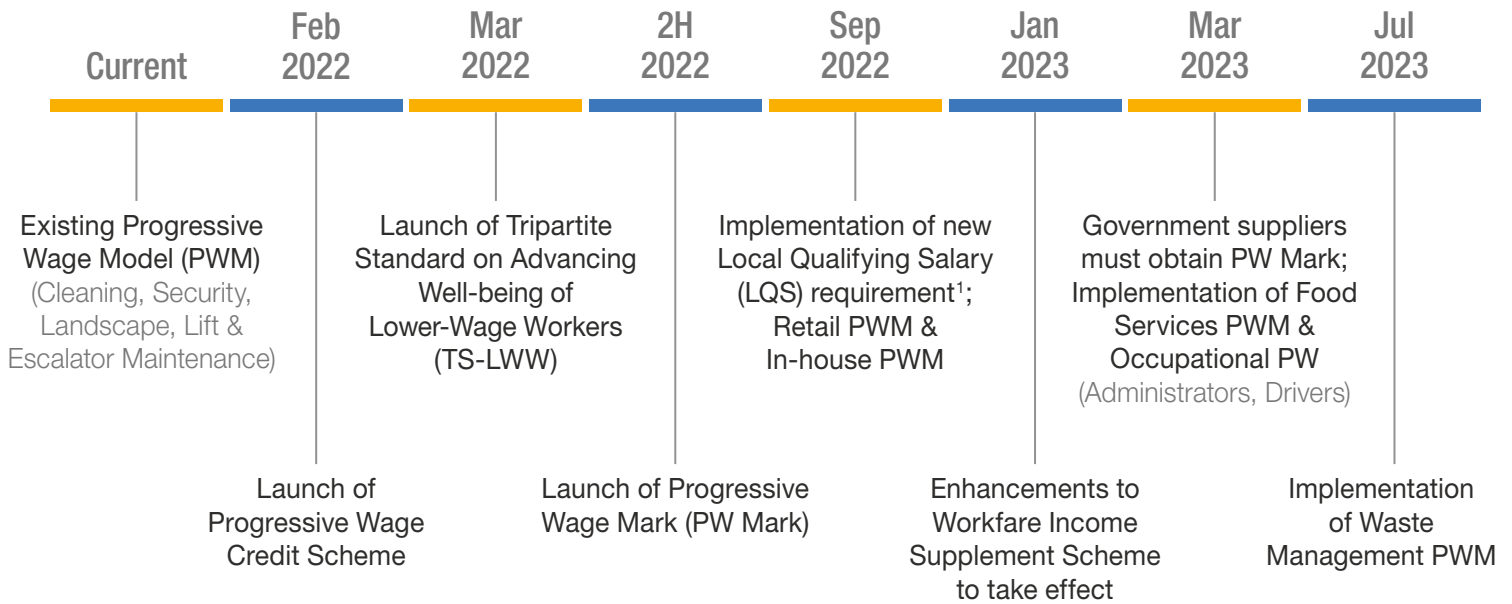 Current
Feb
2022
Mar
2022
2H
2022
Sep
2022
Jan
2023
Mar
2023
Jul
2023
Existing Progressive
Wage Model (PWM)
(Cleaning, Security,
Landscape, Lift &
Escalator Maintenance)
Launch of
Progressive Wage
Credit Scheme
Launch of Tripartite
Standard on Advancing
Well-being of
Lower-Wage Workers
(TS-LWW)
Launch of Progressive
Wage Mark (PW Mark)
Implementation of new
Local Qualifying Salary
(LQS) requirement¹;
Retail PWM &
In-house PWM
Enhancements to
Workfare Income
Supplement Scheme
to take effect
Government suppliers
must obtain PW Mark;
Implementation of Food
Services PWM &
Occupational PW
(Administrators, Drivers)
Implementation
of Waste
Management PWM